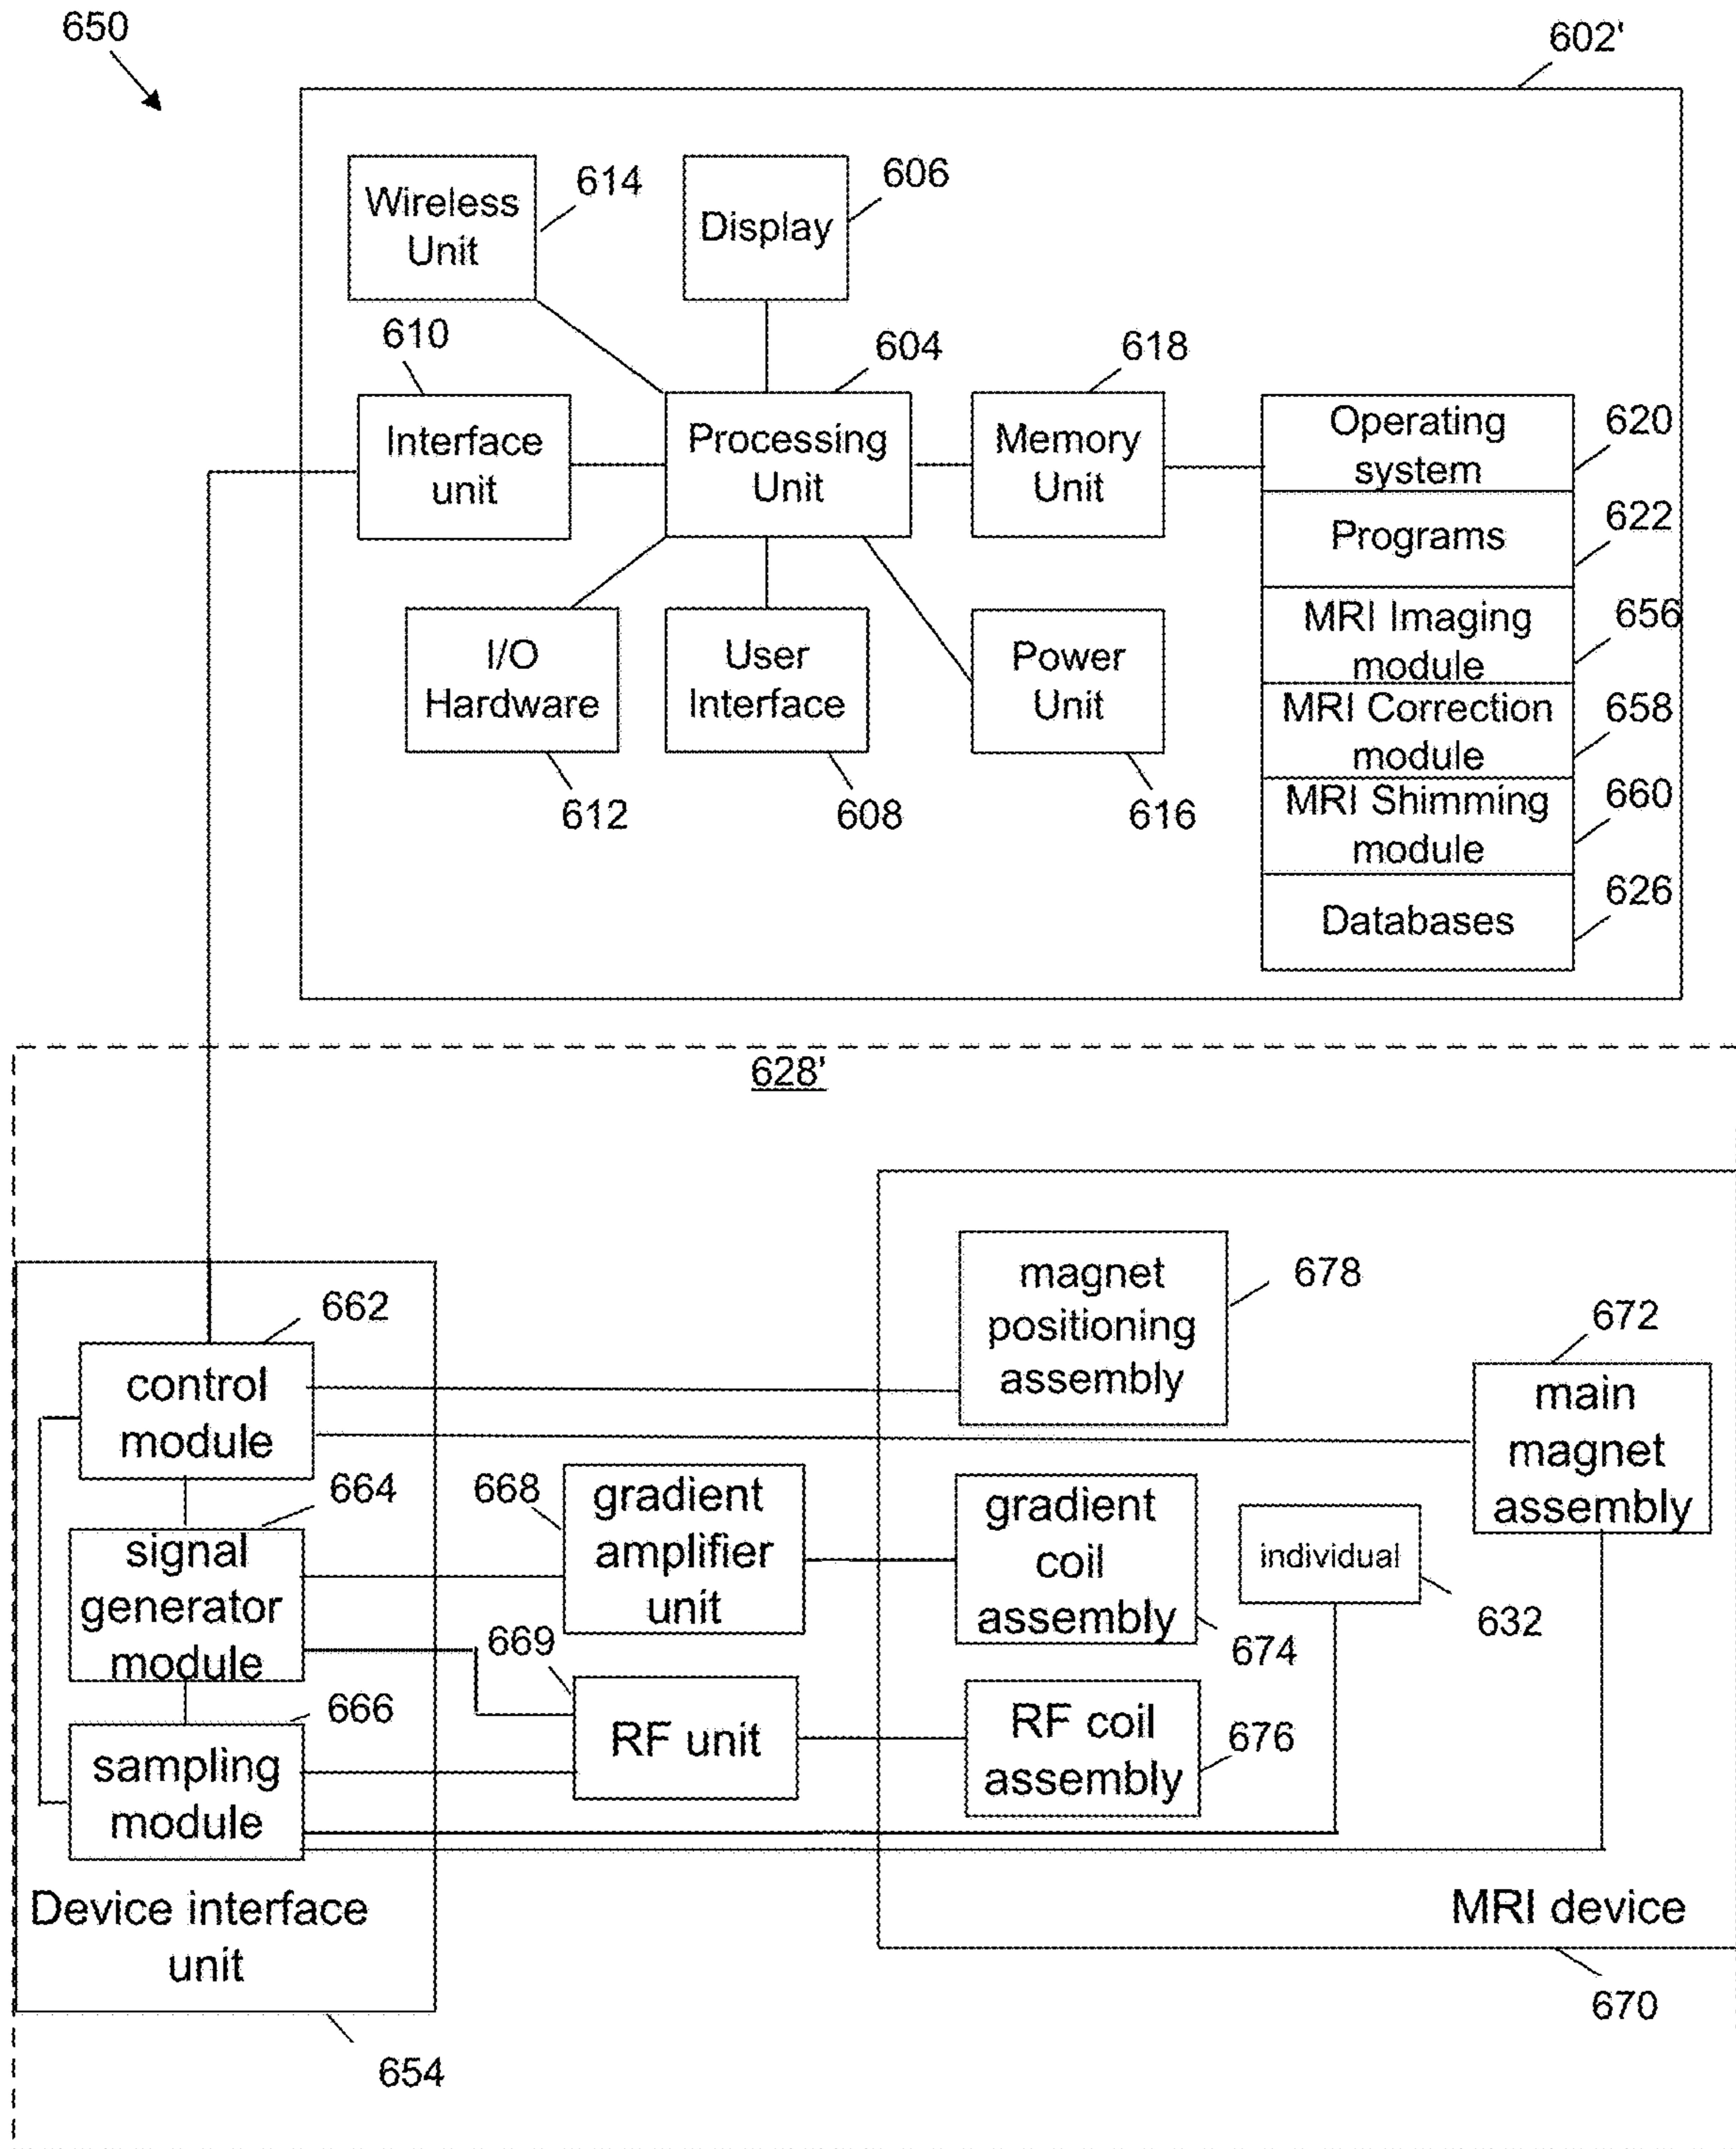 650
602'
Wireless
Unit
614
Display
606
610
Interface
unit
604
Processing
Unit
618
Memory
Unit
Operating
system
620
Programs
622
MRI Imaging
module
656
MRI Correction
module
658
MRI Shimming
module
660
Databases
626
I/O
Hardware
612
User
Interface
608
Power
Unit
616
628'
662
control
module
664
signal
generator
module
666
sampling
module
Device interface
unit
654
668
gradient
amplifier
unit
669
RF unit
magnet
positioning
assembly
678
672
main
magnet
assembly
gradient
coil
assembly
674
individual
632
RF coil
assembly
676
MRI device
670